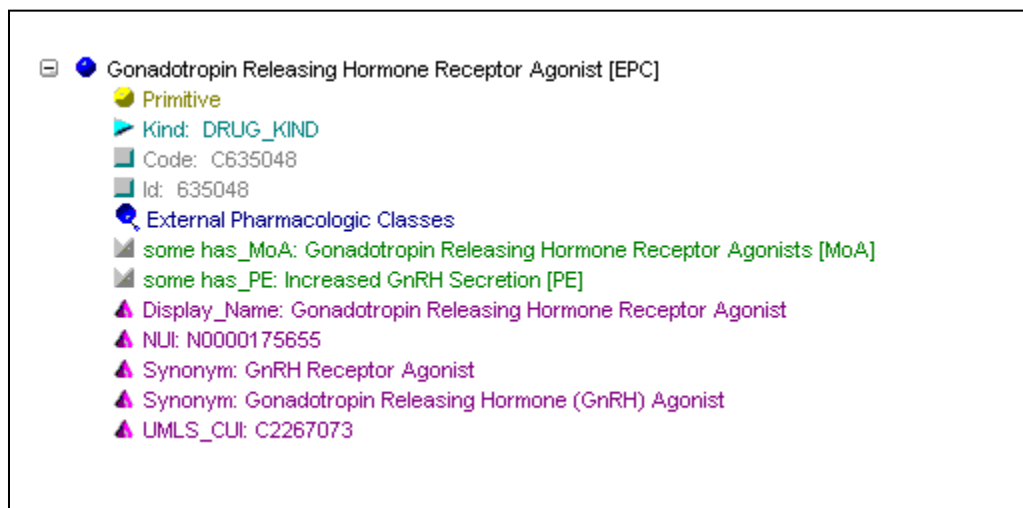 Gonadotropin Releasing Hormone Receptor Agonist [EPC]
Primitive
Kind: DRUG_KIND
Code: C635048
Id: 635048
External Pharmacologic Classes
some has_MoA: Gonadotropin Releasing Hormone Receptor Agonists [MoA]
some has_PE: Increased GnRH Secretion [PE]
Display_Name: Gonadotropin Releasing Hormone Receptor Agonist
NUI: N0000175655
Synonym: GnRH Receptor Agonist
Synonym: Gonadotropin Releasing Hormone (GnRH) Agonist
UMLS_CUI: C2267073